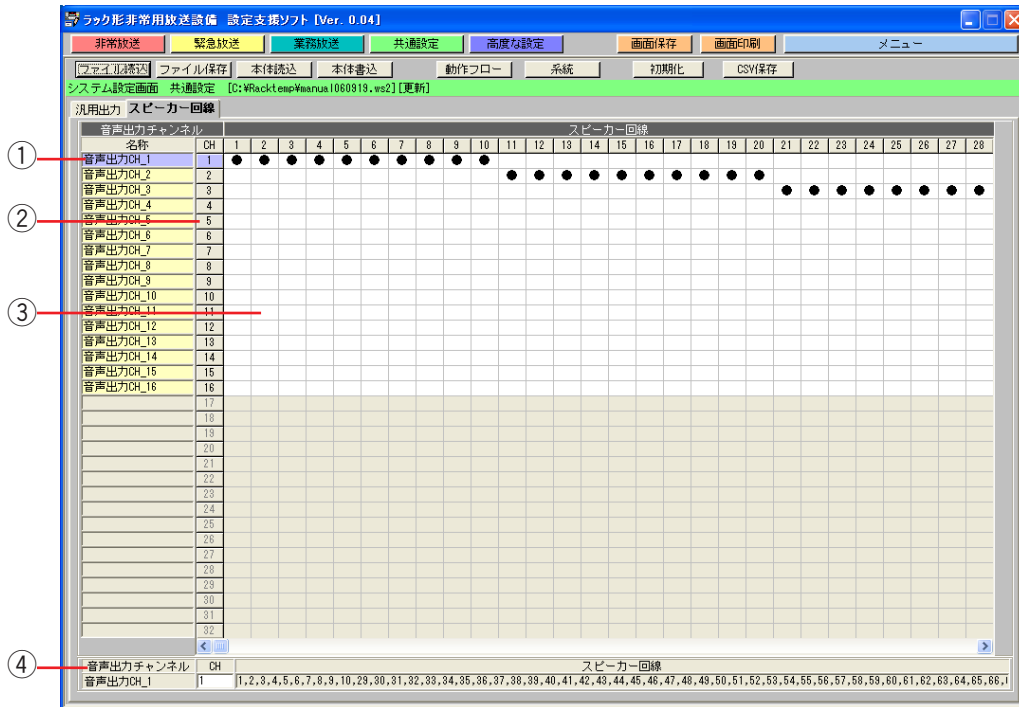 ラック形非常用放送設備 設定支援ソフト [Ver. 0.04]
非常放送 緊急放送 業務放送 共通設定 高度な設定 画面保存 画面印刷 メニュー
ファイル読込 ファイル保存 本体読込 本体書込 動作フロー 系統 初期化 CSV保存
システム設定画面 共通設定 [C:¥Racktemp¥manual060919.ws2][更新]
汎用出力 スピーカー回線
音声出力チャンネル スピーカー回線
名称 CH 1 2 3 4 5 6 7 8 9 10 11 12 13 14 15 16 17 18 19 20 21 22 23 24 25 26 27 28
① 音声出力CH_1 1 ● ● ● ● ● ● ● ● ● ●
音声出力CH_2 2 ● ● ● ● ● ● ● ● ● ●
音声出力CH_3 3 ● ● ● ● ● ● ● ●
音声出力CH_4 4
② 音声出力CH_5 5
音声出力CH_6 6
音声出力CH_7 7
音声出力CH_8 8
音声出力CH_9 9
音声出力CH_10 10
③ 音声出力CH_11 11
音声出力CH_12 12
音声出力CH_13 13
音声出力CH_14 14
音声出力CH_15 15
音声出力CH_16 16
17
18
19
20
21
22
23
24
25
26
27
28
29
30
31
32
④ 音声出力チャンネル CH スピーカー回線
音声出力CH_1 1 1,2,3,4,5,6,7,8,9,10,29,30,31,32,33,34,35,36,37,38,39,40,41,42,43,44,45,46,47,48,49,50,51,52,53,54,55,56,57,58,59,60,61,62,63,64,65,66,